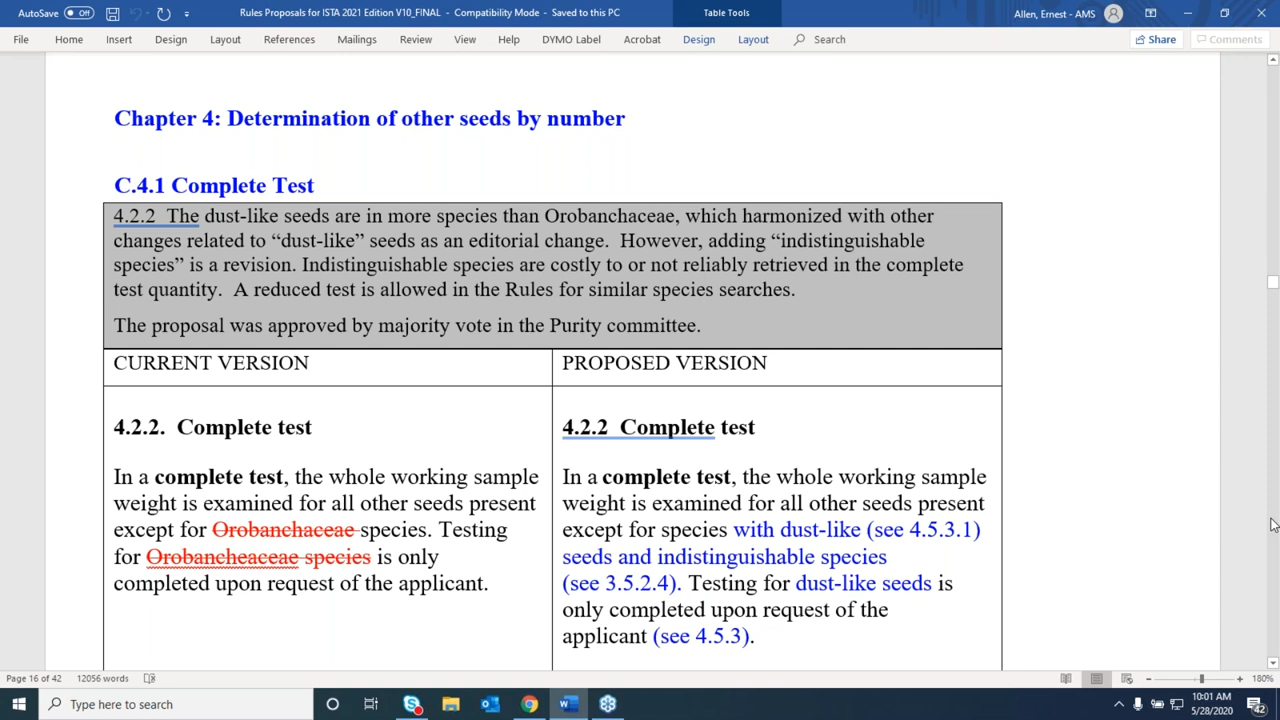 AutoSave Off Rules Proposals for ISTA 2021 Edition V10_FINAL - Compatibility Mode - Saved to this PC Table Tools Allen, Ernest - AMS
File Home Insert Design Layout References Mailings Review View Help DYMO Label Acrobat Design Layout Search Share Comments
Chapter 4: Determination of other seeds by number
C.4.1 Complete Test
4.2.2 The dust-like seeds are in more species than Orobanchaceae, which harmonized with other
changes related to “dust-like” seeds as an editorial change. However, adding “indistinguishable
species” is a revision. Indistinguishable species are costly to or not reliably retrieved in the complete
test quantity. A reduced test is allowed in the Rules for similar species searches.
The proposal was approved by majority vote in the Purity committee.
CURRENT VERSION
4.2.2. Complete test
In a complete test, the whole working sample
weight is examined for all other seeds present
except for Orobanchaceae species. Testing
for Orobancheaceae species is only
completed upon request of the applicant.
PROPOSED VERSION
4.2.2 Complete test
In a complete test, the whole working sample
weight is examined for all other seeds present
except for species with dust-like (see 4.5.3.1)
seeds and indistinguishable species
(see 3.5.2.4). Testing for dust-like seeds is
only completed upon request of the
applicant (see 4.5.3).
Page 16 of 42 12056 words 180%
Type here to search 10:01 AM
5/28/2020 42